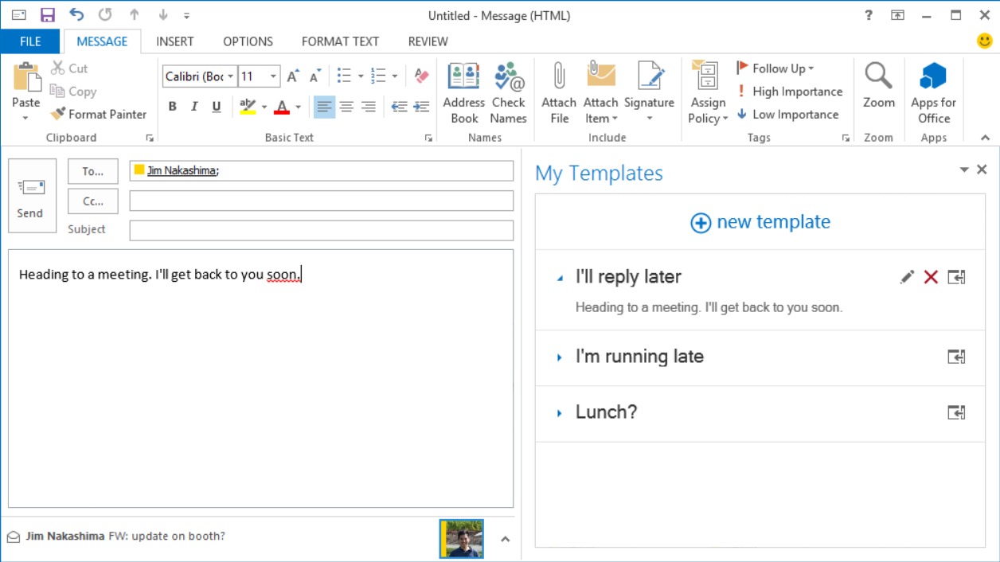 Untitled - Message (HTML)
?
FILE MESSAGE INSERT OPTIONS FORMAT TEXT REVIEW
Paste
Cut
Copy
Format Painter
Clipboard
Calibri (Boc 11 A A
B I U aby A
Basic Text
Address Book
Check Names
Names
Attach File
Attach Item
Signature
Include
Assign Policy
Follow Up
High Importance
Low Importance
Tags
Zoom
Zoom
Apps for Office
Apps
Send
To...
Jim Nakashima;
Cc...
Subject
Heading to a meeting. I'll get back to you soon.
Jim Nakashima FW: update on booth?
My Templates
new template
I'll reply later
Heading to a meeting. I'll get back to you soon.
I'm running late
Lunch?